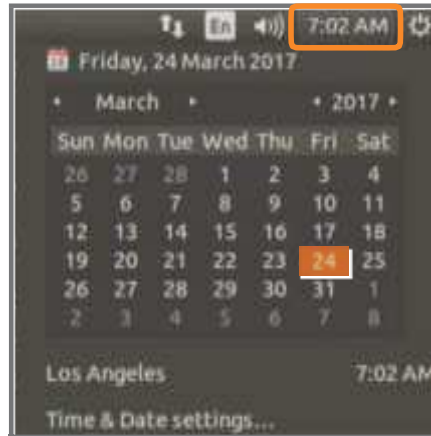 En 7:02 AM
Friday, 24 March 2017
March 2017
Sun Mon Tue Wed Thu Fri Sat
26 27 28 1 2 3 4
5 6 7 8 9 10 11
12 13 14 15 16 17 18
19 20 21 22 23 24 25
26 27 28 29 30 31 1
2 3 4 5 6 7 8
Los Angeles 7:02 AM
Time & Date settings...